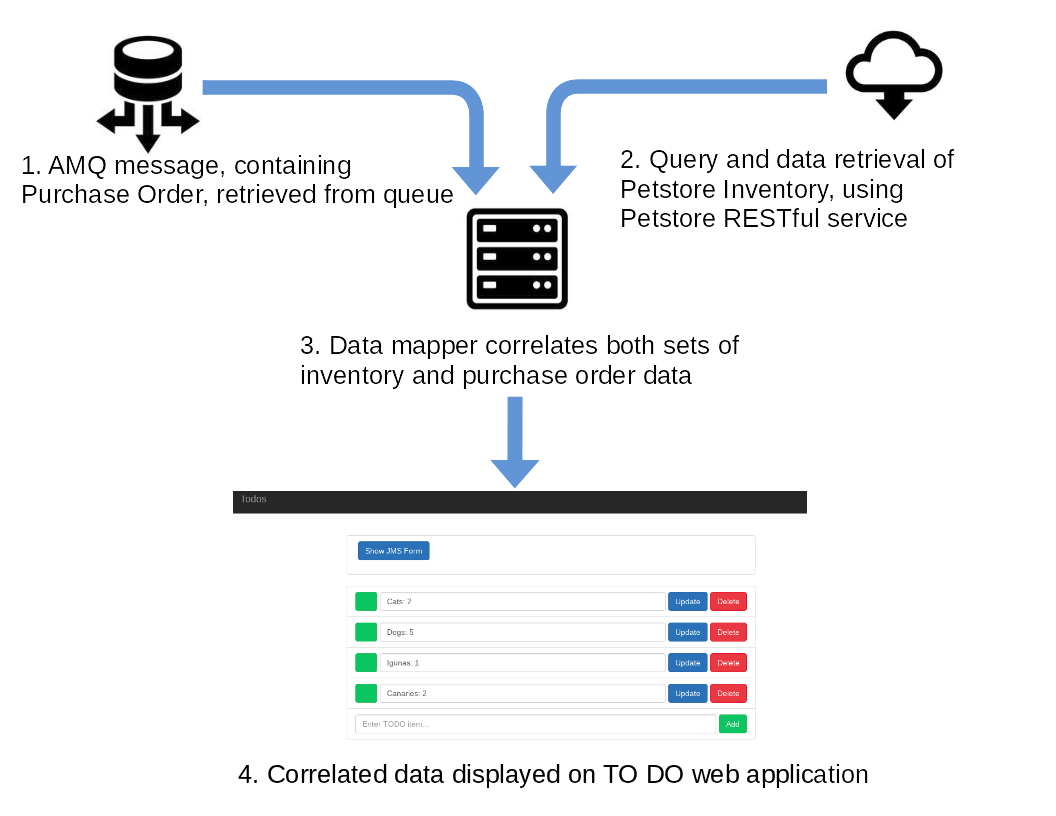 1. AMQ message, containing
Purchase Order, retrieved from queue
2. Query and data retrieval of
Petstore Inventory, using
Petstore RESTful service
3. Data mapper correlates both sets of
inventory and purchase order data
Todos
Show JMS Form
Cats: 2 Update Delete
Dogs: 5 Update Delete
Igunas: 1 Update Delete
Canaries: 2 Update Delete
Enter TODO item... Add
4. Correlated data displayed on TO DO web application